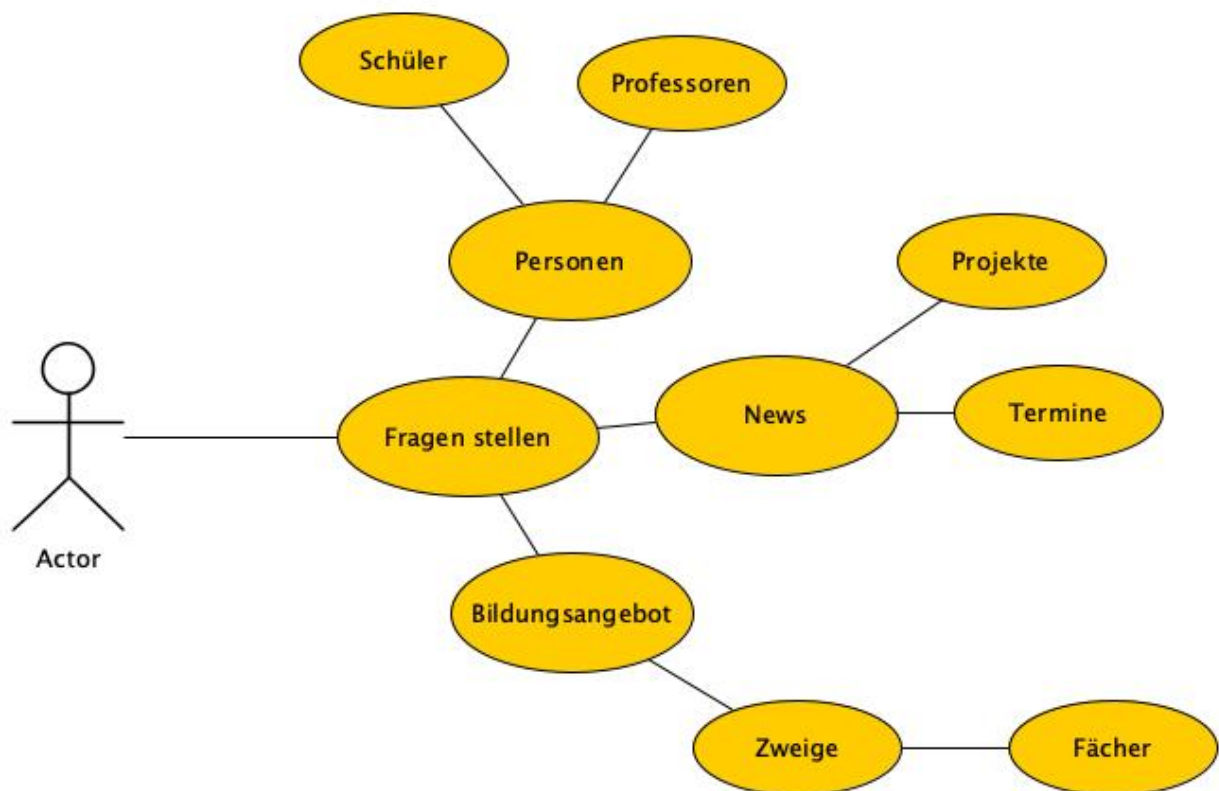 Schüler
Professoren
Personen
Projekte
News
Termine
Fragen stellen
Actor
Bildungsangebot
Zweige
Fächer